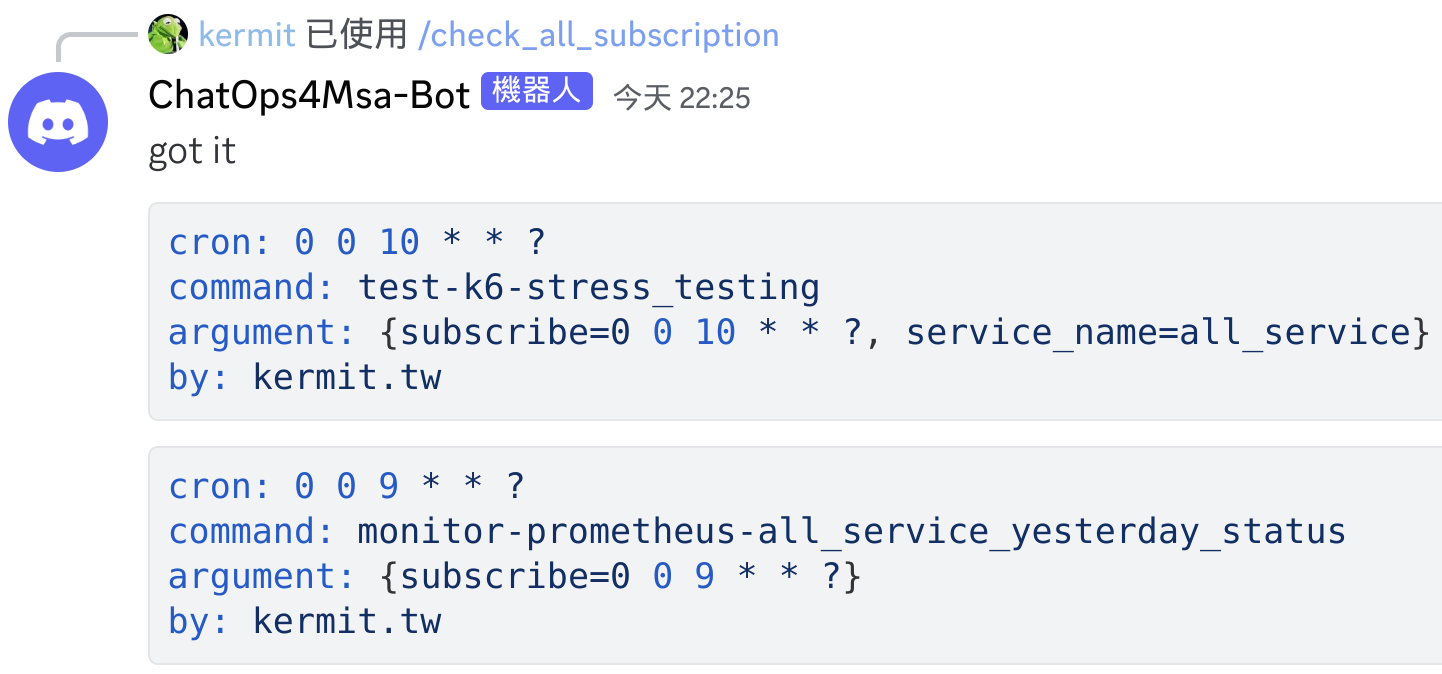 kermit 已使用 /check_all_subscription
ChatOps4Msa-Bot 機器人 今天 22:25
got it
cron: 0 0 10 * * ?
command: test-k6-stress_testing
argument: {subscribe=0 0 10 * * ?, service_name=all_service}
by: kermit.tw
cron: 0 0 9 * * ?
command: monitor-prometheus-all_service_yesterday_status
argument: {subscribe=0 0 9 * * ?}
by: kermit.tw